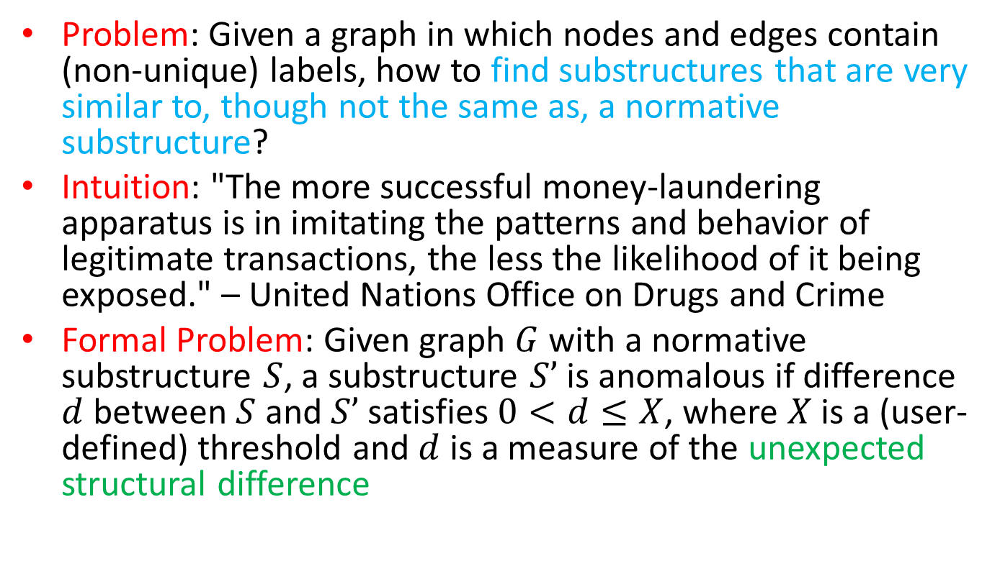 • Problem: Given a graph in which nodes and edges contain
(non-unique) labels, how to find substructures that are very
similar to, though not the same as, a normative
substructure?
• Intuition: "The more successful money-laundering
apparatus is in imitating the patterns and behavior of
legitimate transactions, the less the likelihood of it being
exposed." – United Nations Office on Drugs and Crime
• Formal Problem: Given graph 𝐺 with a normative
substructure 𝑆, a substructure 𝑆’ is anomalous if difference
𝑑 between 𝑆 and 𝑆’ satisfies 0 < 𝑑 ≤ 𝑋, where 𝑋 is a (user-
defined) threshold and 𝑑 is a measure of the unexpected
structural difference